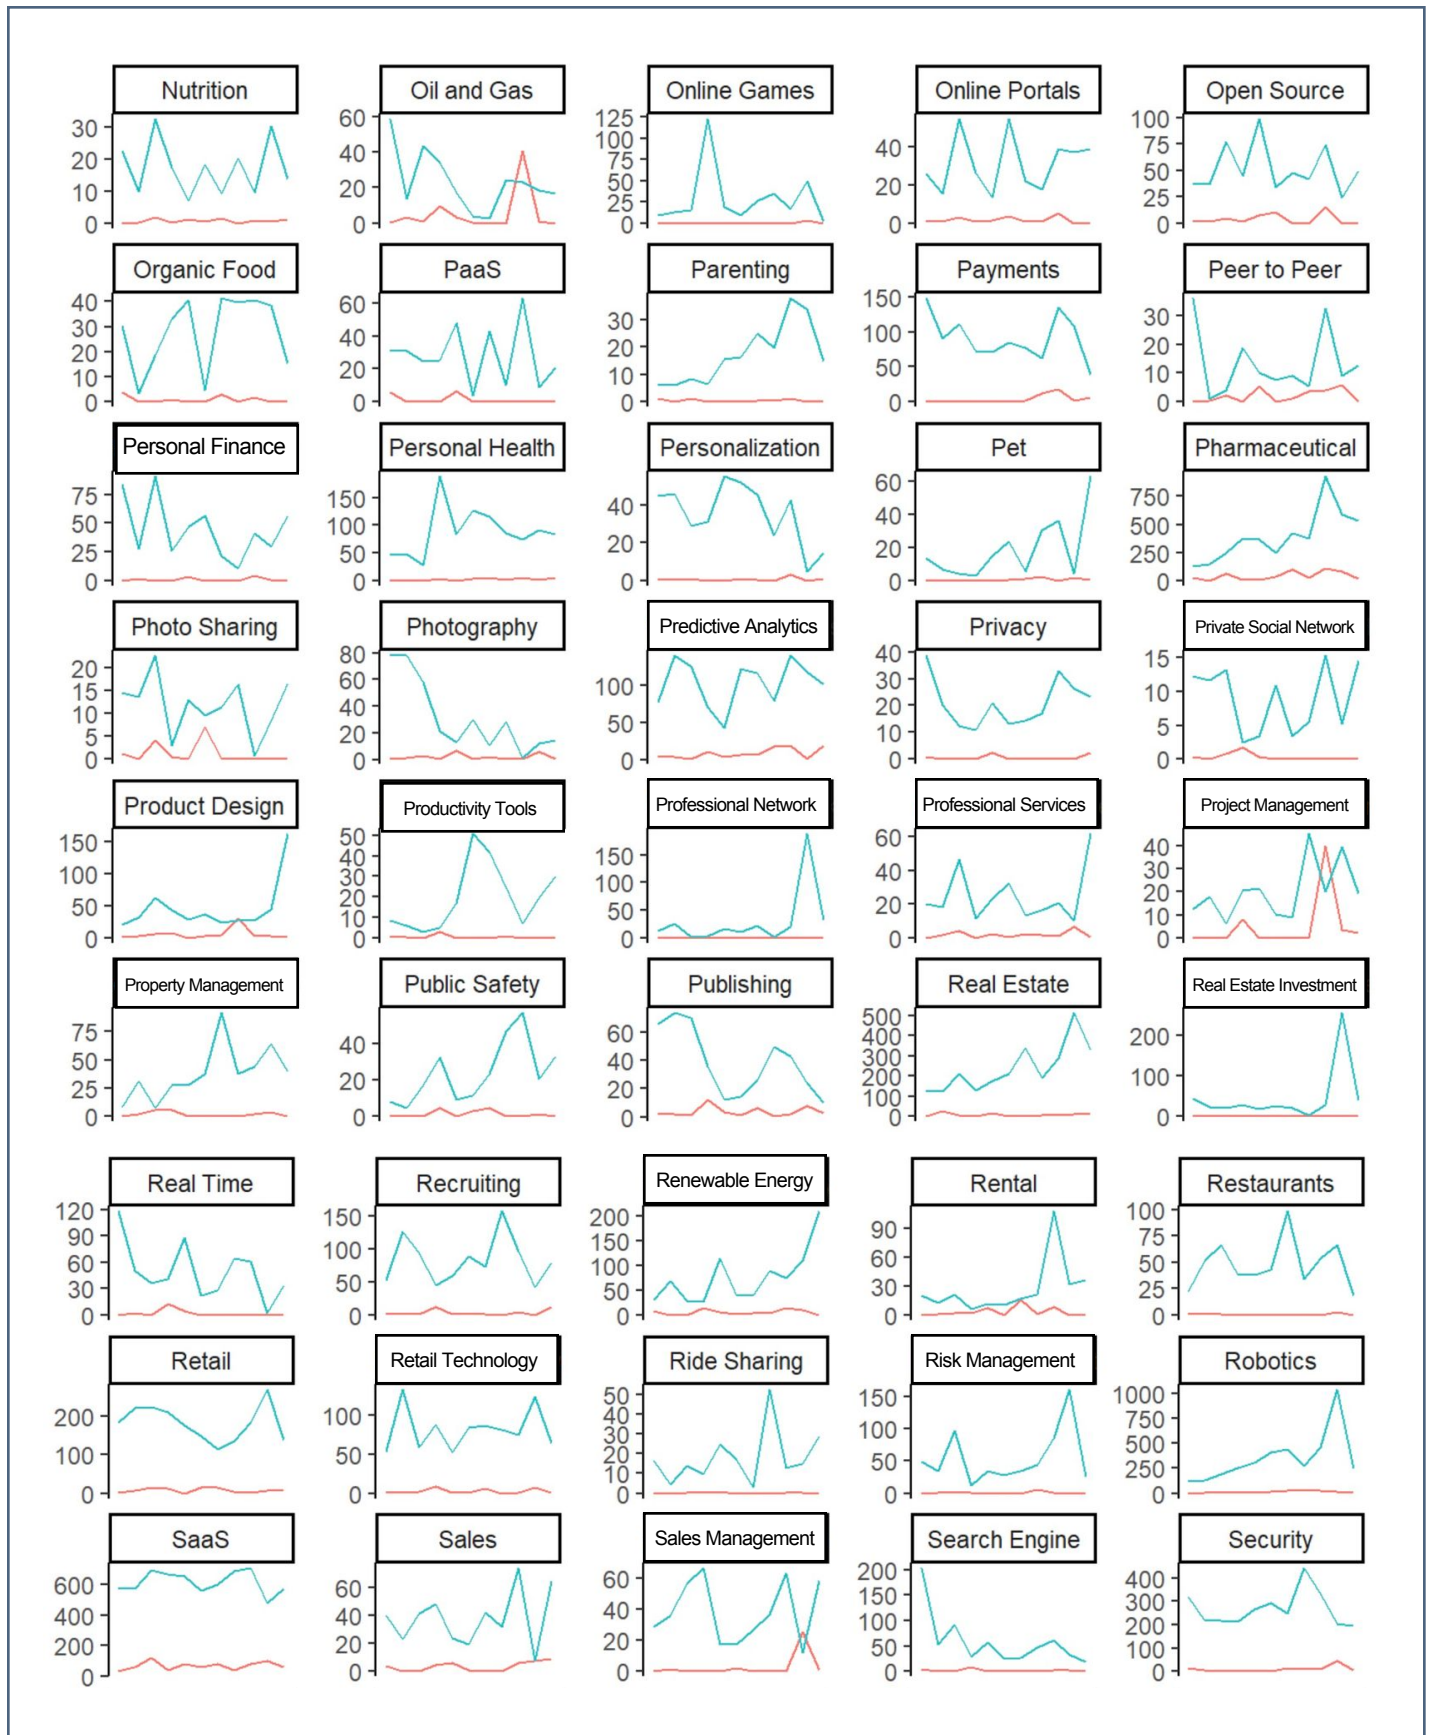 Nutrition Oil and Gas Online Games Online Portals Open Source
30 20 10 0
60 40 20 0
125 100 75 50 25 0
40 20 0
100 75 50 25 0
Organic Food PaaS Parenting Payments Peer to Peer
40 30 20 10 0
60 40 20 0
30 20 10 0
150 100 50 0
30 20 10 0
Personal Finance Personal Health Personalization Pet Pharmaceutical
75 50 25 0
150 100 50 0
40 20 0
60 40 20 0
750 500 250 0
Photo Sharing Photography Predictive Analytics Privacy Private Social Network
20 15 10 5 0
80 60 40 20 0
100 50 0
40 30 20 10 0
15 10 5 0
Product Design Productivity Tools Professional Network Professional Services Project Management
150 100 50 0
50 40 30 20 10 0
150 100 50 0
60 40 20 0
40 30 20 10 0
Property Management Public Safety Publishing Real Estate Real Estate Investment
75 50 25 0
40 20 0
60 40 20 0
500 400 300 200 100 0
200 100 0
Real Time Recruiting Renewable Energy Rental Restaurants
120 90 60 30 0
150 100 50 0
200 150 100 50 0
90 60 30 0
100 75 50 25 0
Retail Retail Technology Ride Sharing Risk Management Robotics
200 100 0
100 50 0
50 40 30 20 10 0
150 100 50 0
1000 750 500 250 0
SaaS Sales Sales Management Search Engine Security
600 400 200 0
60 40 20 0
60 40 20 0
200 150 100 50 0
400 300 200 100 0